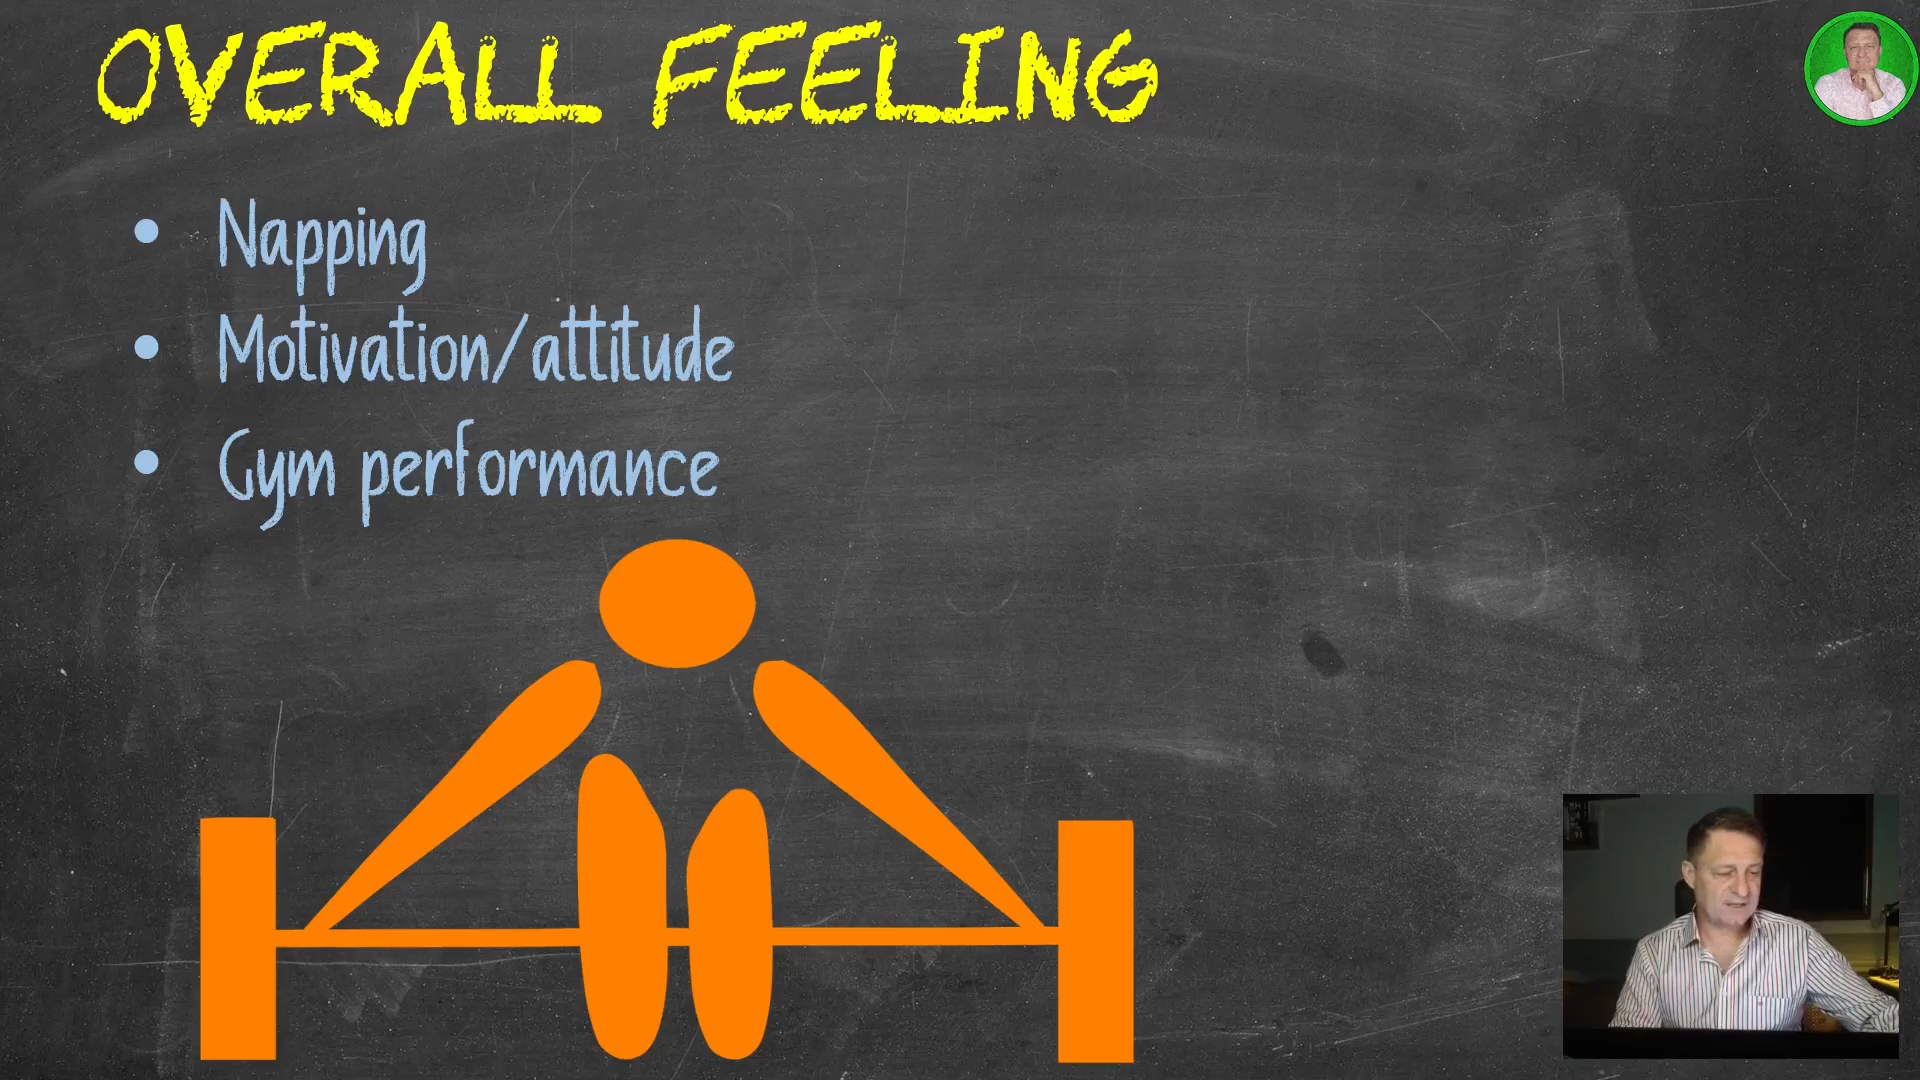 OVERALL FEELING
• Napping
• Motivation/attitude
• Gym performance